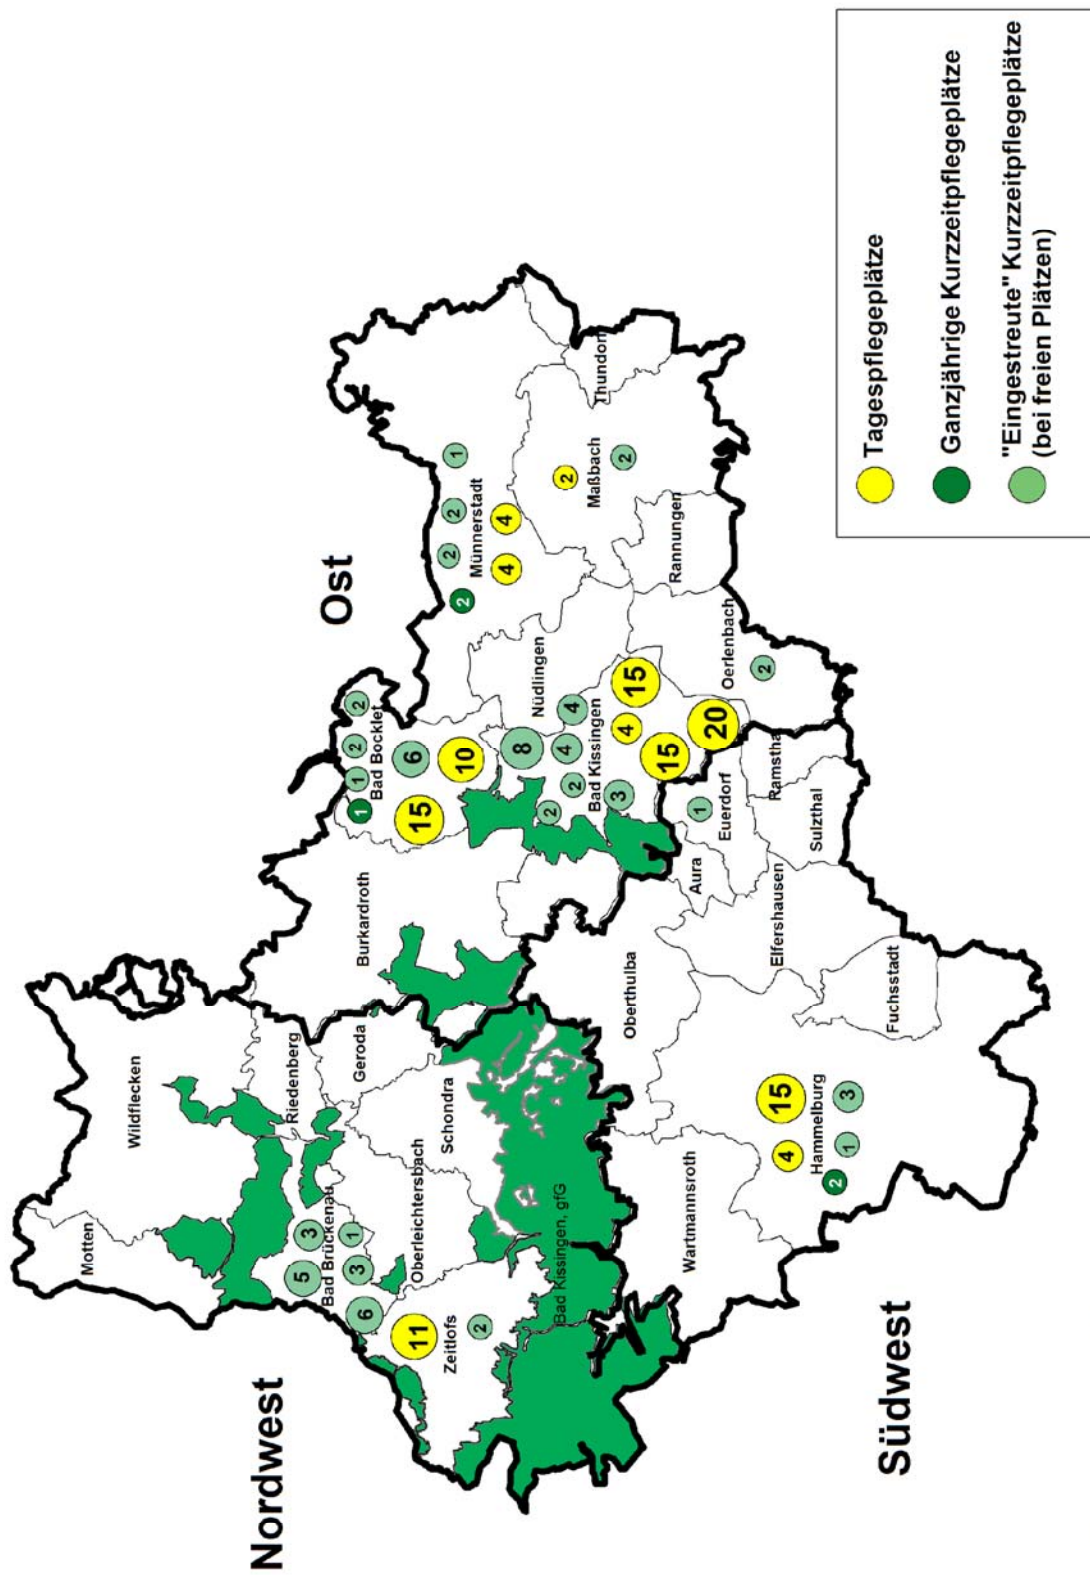 Motten
Wildflecken
Nordwest
Riedenberg
5
3
Bad Brückenau
6
3
1
Ost
Geroda
Burkardroth
1
1
2
2
Bad Bocklet
6
15
10
11
Zeitlofs
2
Oberleichtersbach
Schondra
2
2
2
1
Münnerstadt
4
4
Nüdlingen
8
2
2
4
4
Bad Kissingen
3
4
15
15
20
Bad Kissingen, gfG
2
Maßbach
2
Thundorf
Rannungen
Oberthulba
Aura
1
Euerdorf
Oerlenbach
2
Wartmannsroth
Ramstha
Elfershausen
Sulzthal
4
15
Hammelburg
2
1
3
Fuchsstadt
Südwest
Tagespflegeplätze
Ganzjährige Kurzzeitpflegeplätze
"Eingestreute" Kurzzeitpflegeplätze
(bei freien Plätzen)